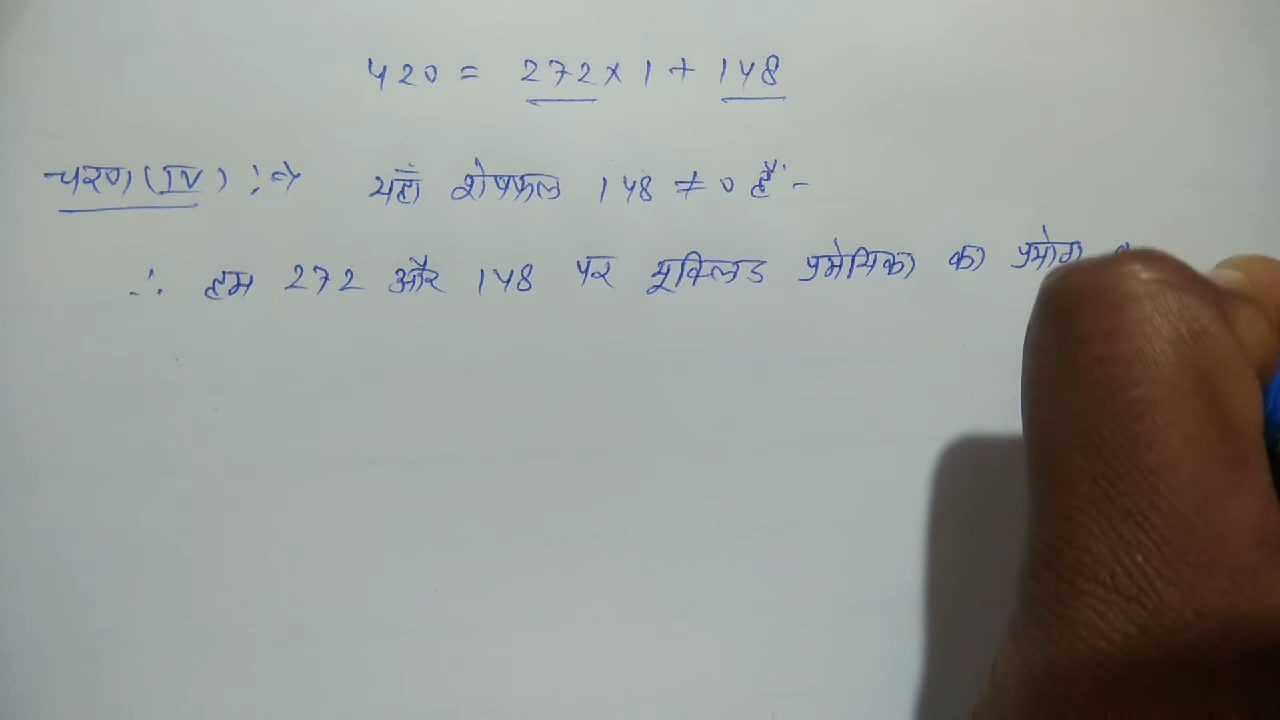 420 = 272 × 1 + 148
चरण (IV) :⇒ यहाँ शेषफल 148 ≠ 0 हैं -
∴ हम 272 और 148 पर यूक्लिड प्रमेयिका का प्रयोग